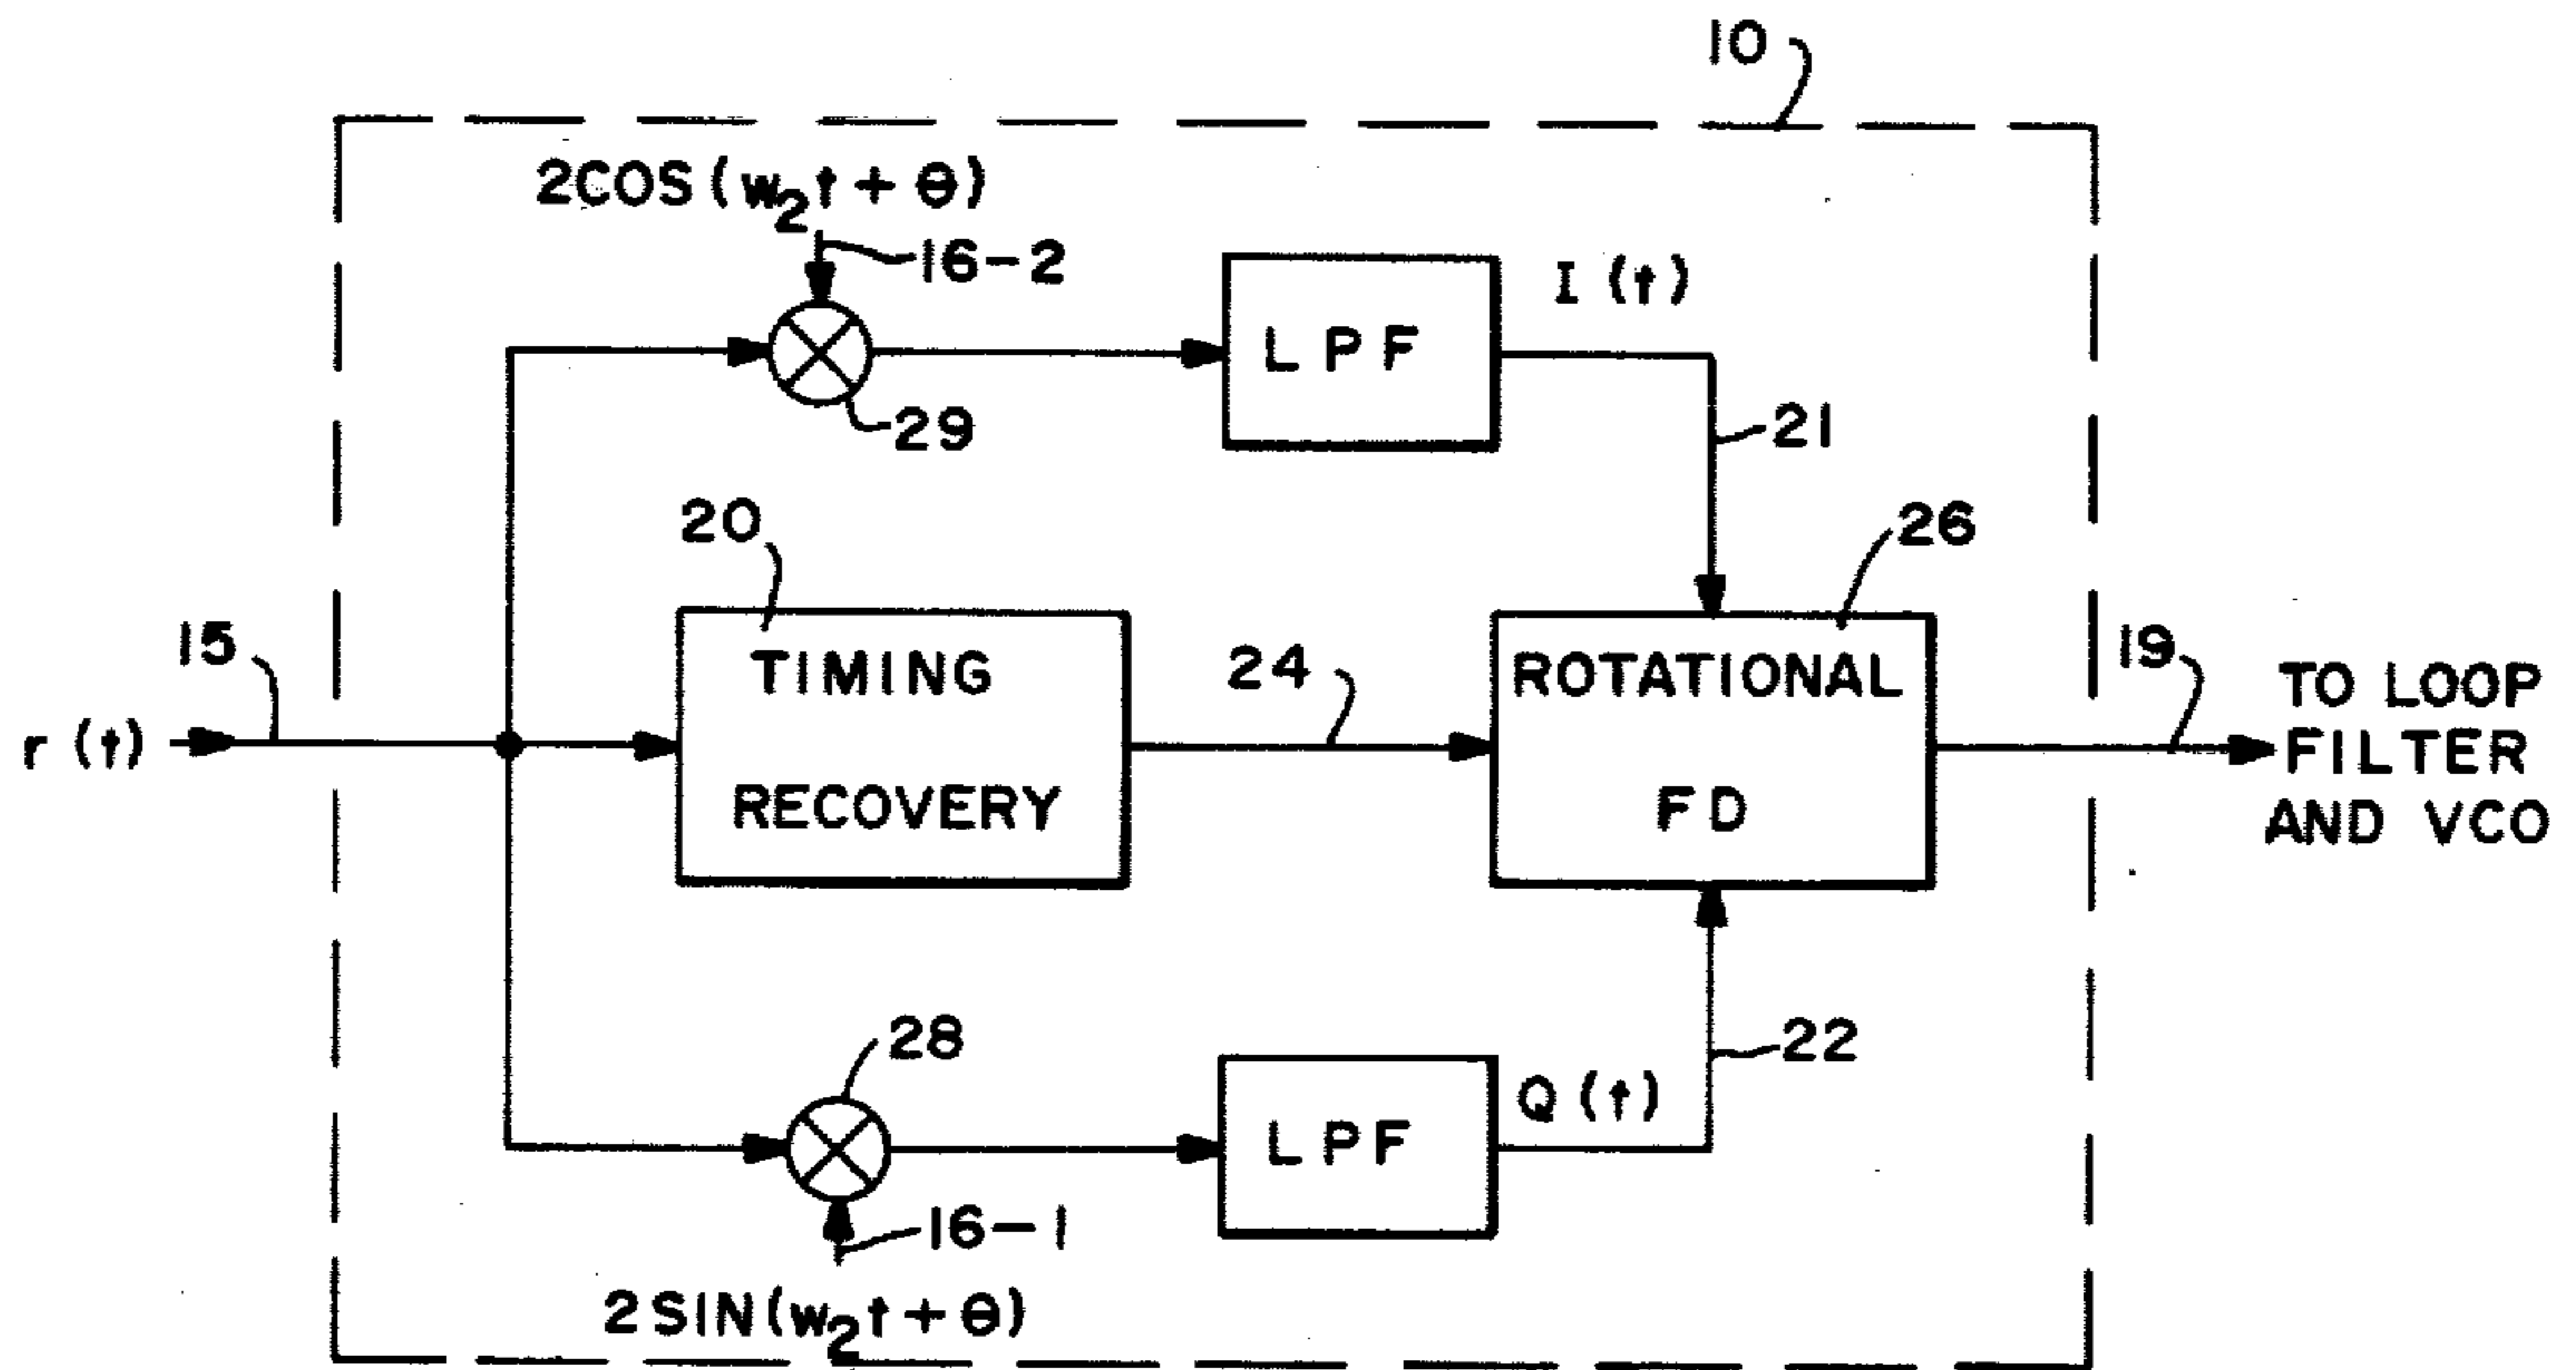 10
2COS(w₂t + θ)
16-2
29
LPF
I (t)
21
20
26
15
TIMING
RECOVERY
24
ROTATIONAL
FD
19
r (t)
TO LOOP
FILTER
AND VCO
28
LPF
Q (t)
22
16-1
2SIN(w₂t + θ)